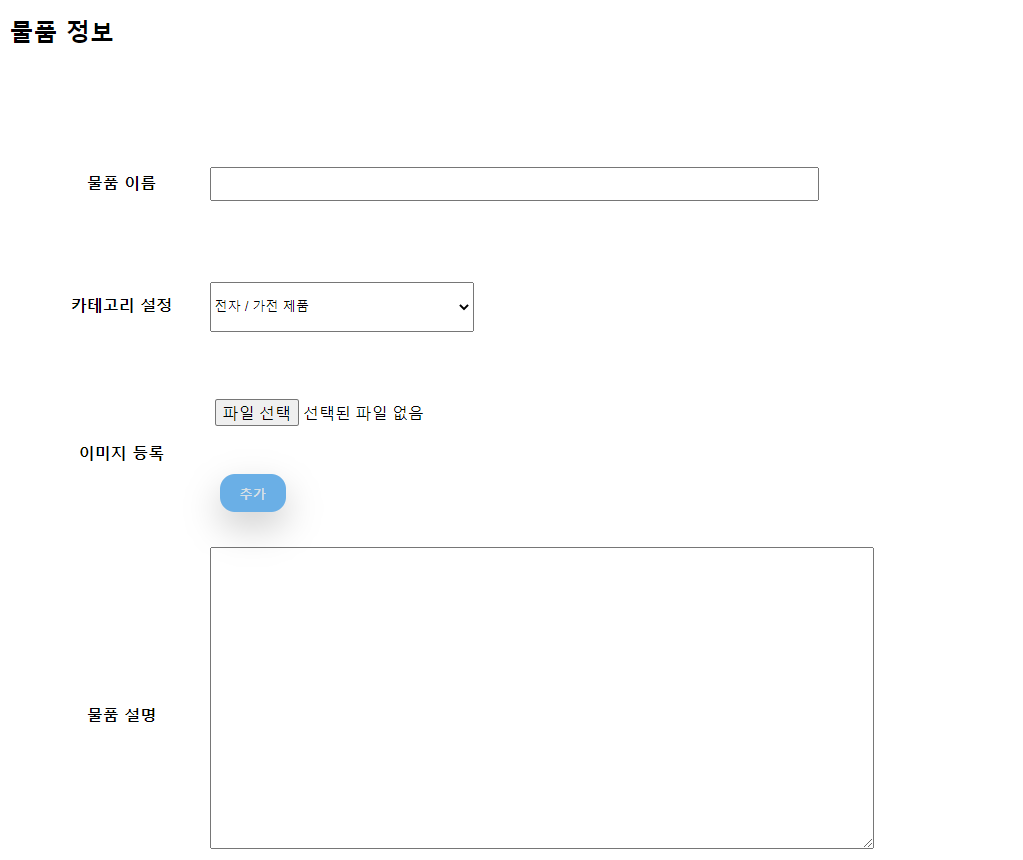 물품 정보
물품 이름
카테고리 설정
전자 / 가전 제품
파일 선택 선택된 파일 없음
이미지 등록
추가
물품 설명